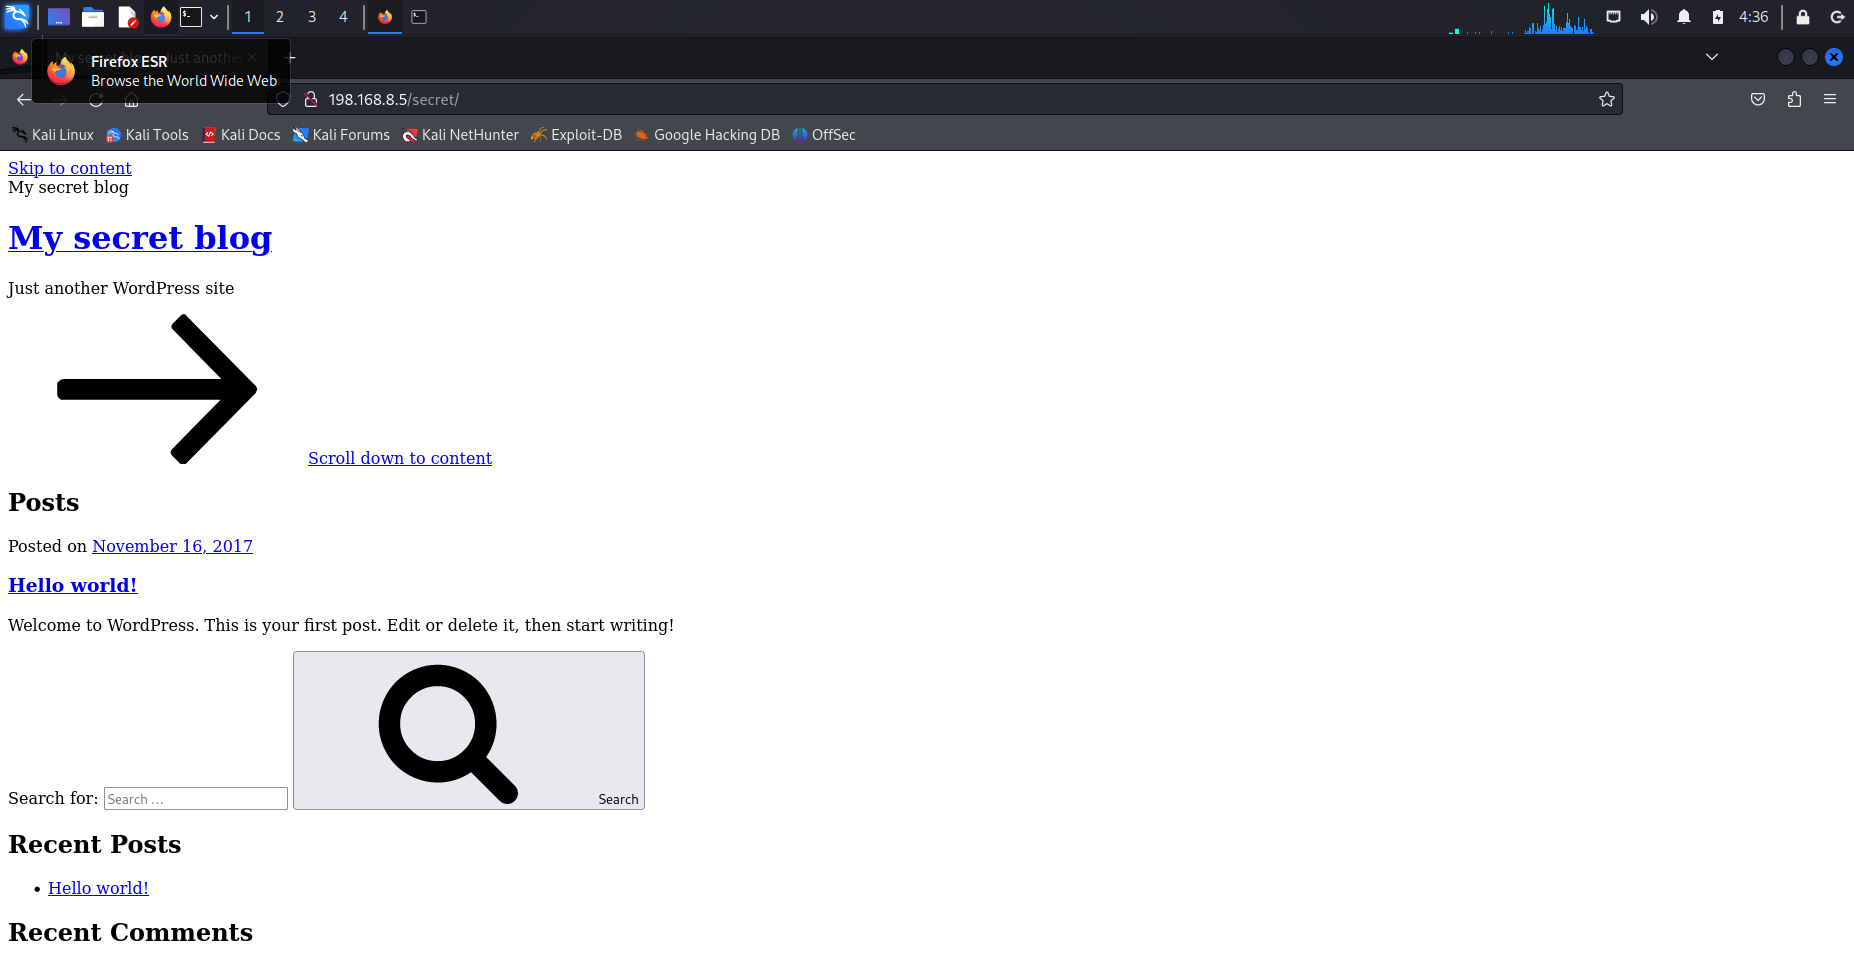 1 2 3 4 4:36
Firefox ESR
Browse the World Wide Web
198.168.8.5/secret/
Kali Linux Kali Tools Kali Docs Kali Forums Kali NetHunter Exploit-DB Google Hacking DB OffSec
Skip to content
My secret blog
My secret blog
Just another WordPress site
Scroll down to content
Posts
Posted on November 16, 2017
Hello world!
Welcome to WordPress. This is your first post. Edit or delete it, then start writing!
Search for: Search … Search
Recent Posts
Hello world!
Recent Comments